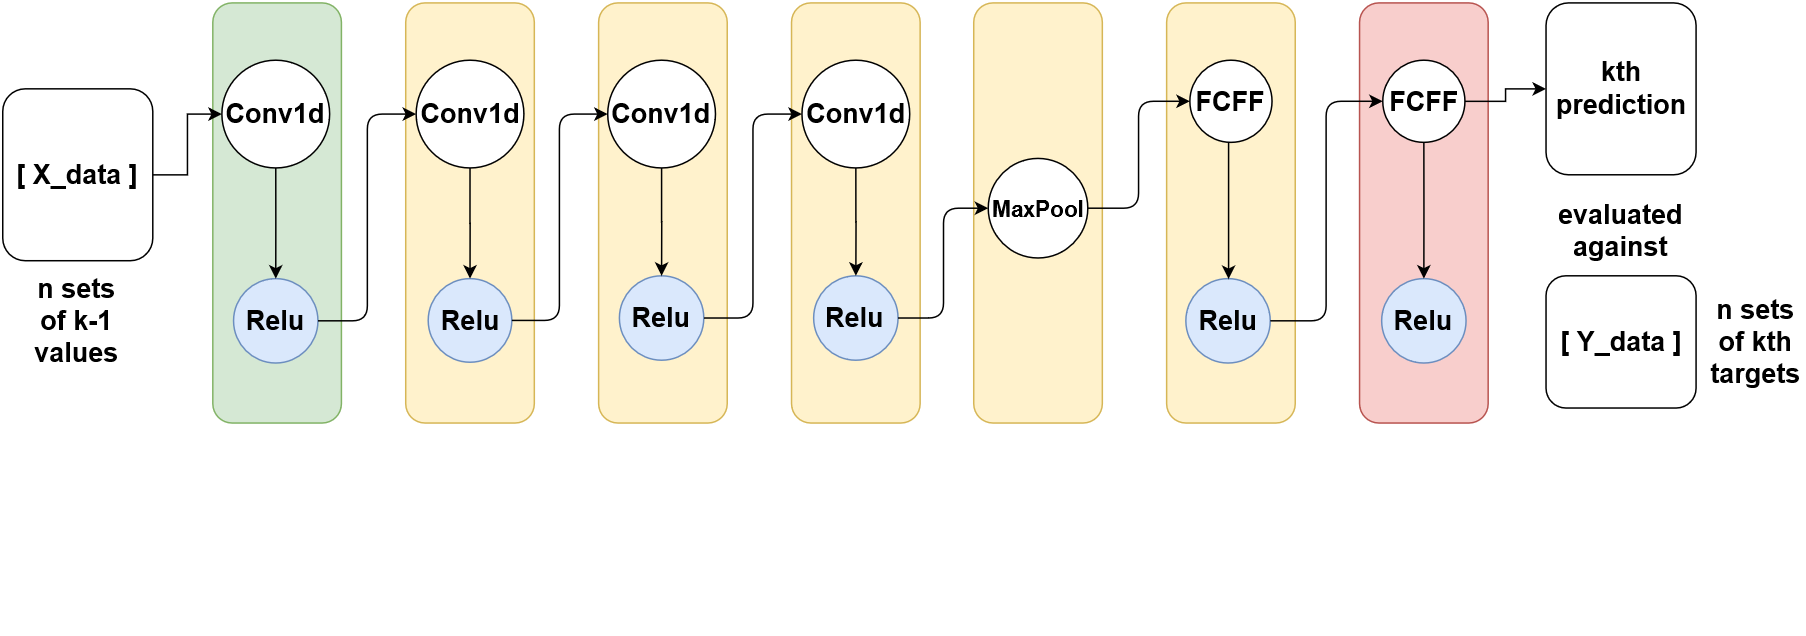 [ X_data ]
n sets
of k-1
values
Conv1d
Relu
Conv1d
Relu
Conv1d
Relu
Conv1d
Relu
MaxPool
FCFF
Relu
FCFF
Relu
kth
prediction
evaluated
against
[ Y_data ]
n sets
of kth
targets